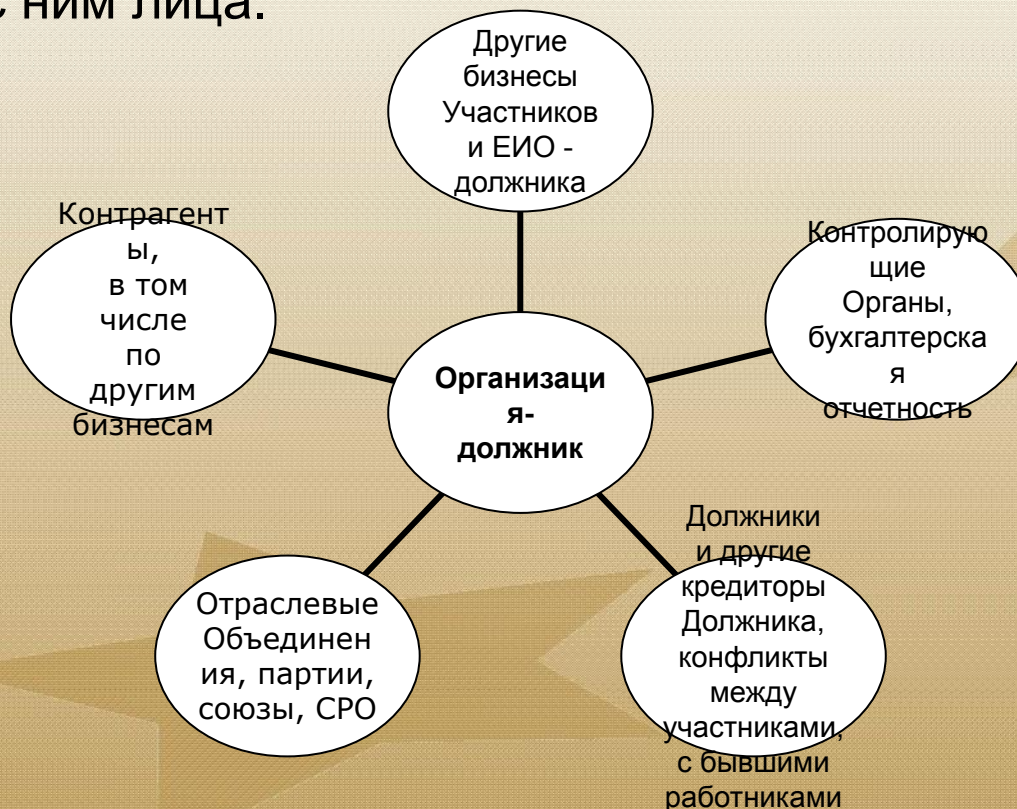 с ним лица.
Другие
бизнесы
Участников
и ЕИО -
должника
Контрагент
ы,
в том
числе
по
другим
бизнесам
Контролирую
щие
Органы,
бухгалтерска
я
отчетность
Организаци
я-
должник
Отраслевые
Объединен
ия, партии,
союзы, СРО
Должники
и другие
кредиторы
Должника,
конфликты
между
участниками,
с бывшими
работниками